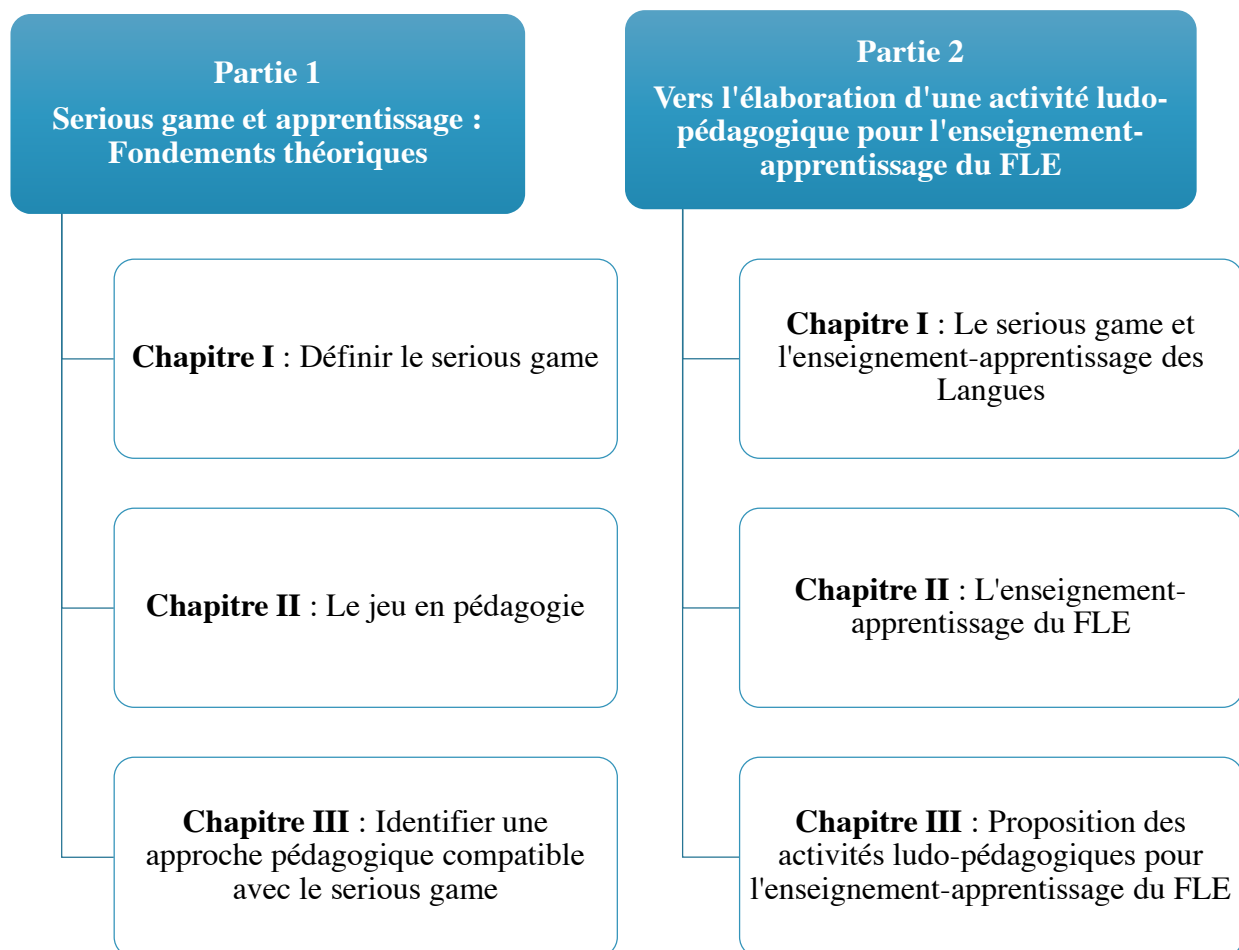 Partie 1
Serious game et apprentissage :
Fondements théoriques
Chapitre I : Définir le serious game
Chapitre II : Le jeu en pédagogie
Chapitre III : Identifier une
approche pédagogique compatible
avec le serious game
Partie 2
Vers l'élaboration d'une activité ludo-
pédagogique pour l'enseignement-
apprentissage du FLE
Chapitre I : Le serious game et
l'enseignement-apprentissage des
Langues
Chapitre II : L'enseignement-
apprentissage du FLE
Chapitre III : Proposition des
activités ludo-pédagogiques pour
l'enseignement-apprentissage du FLE